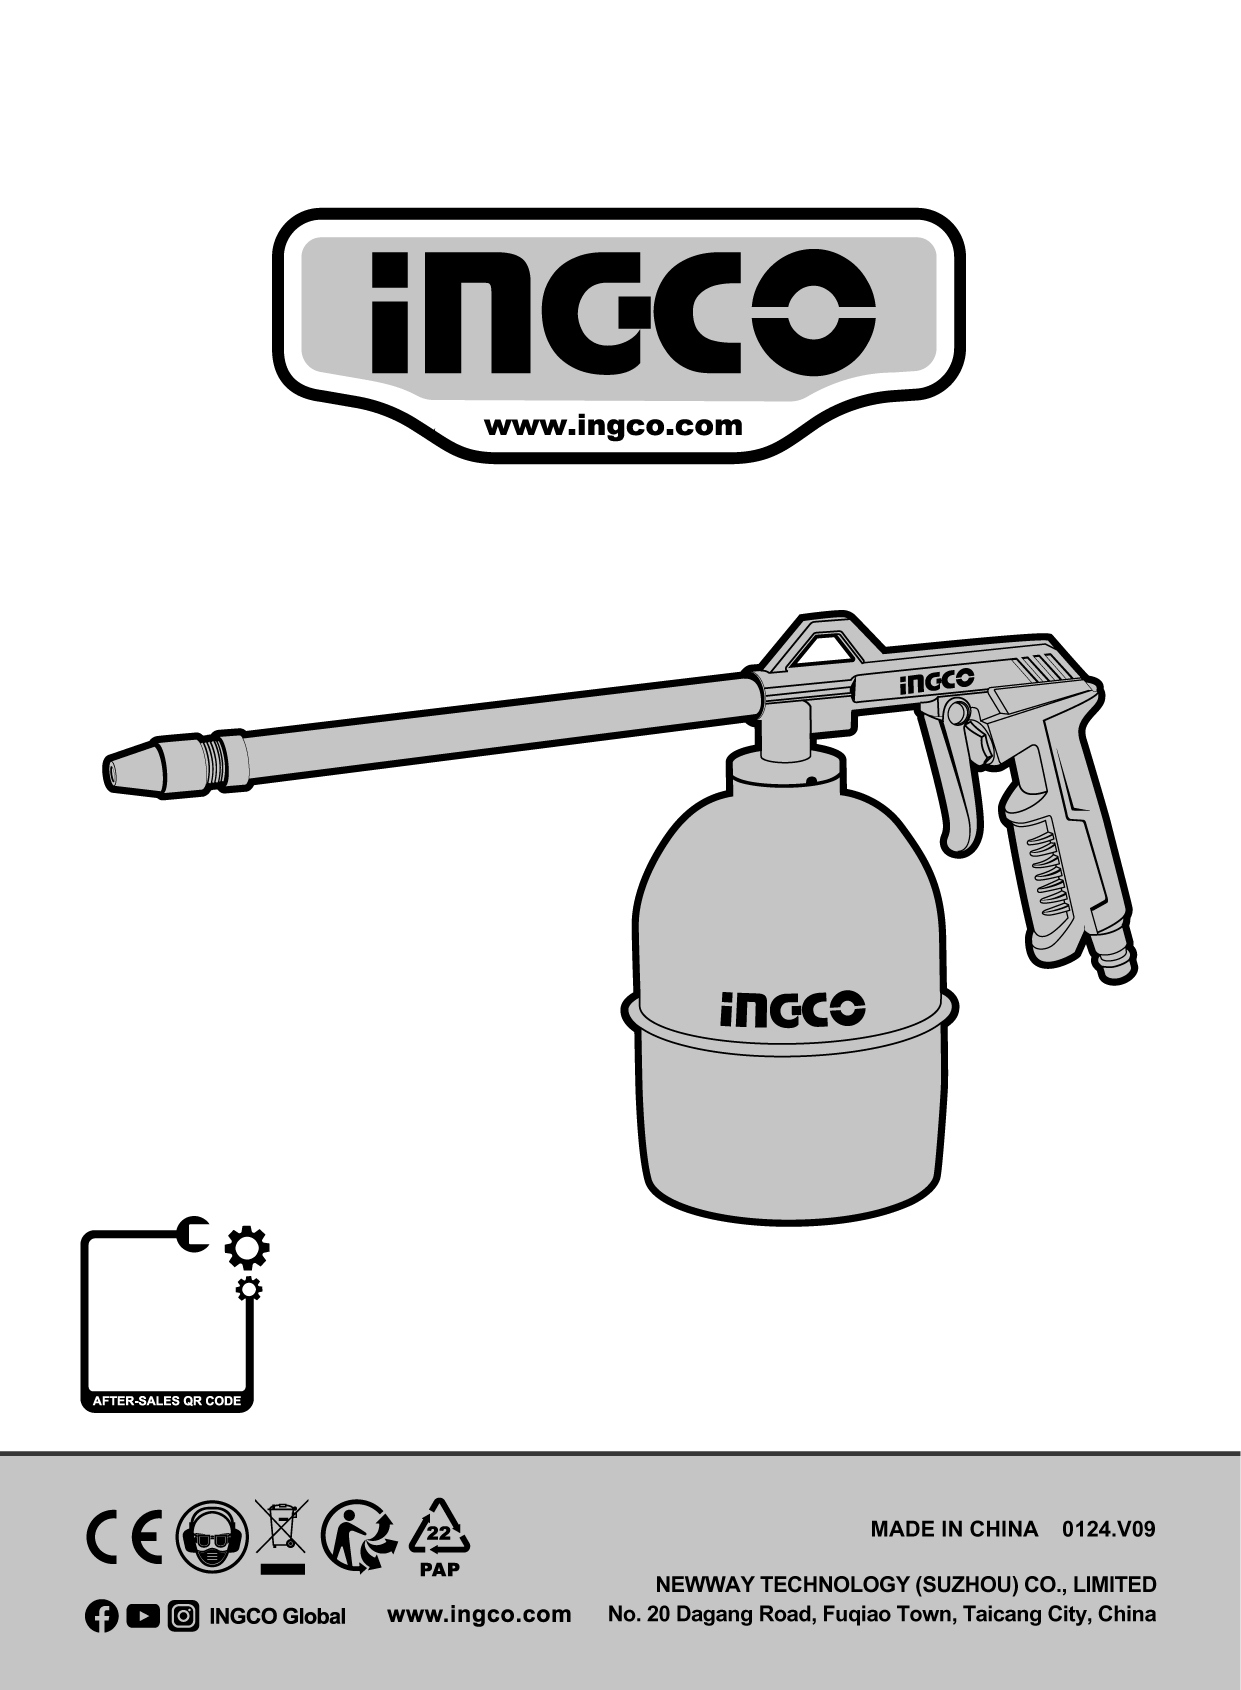 INGCO
www.ingco.com
INGCO
INGCO
AFTER-SALES QR CODE
CE
22
PAP
MADE IN CHINA 0124.V09
NEWWAY TECHNOLOGY (SUZHOU) CO., LIMITED
INGCO Global
www.ingco.com
No. 20 Dagang Road, Fuqiao Town, Taicang City, China